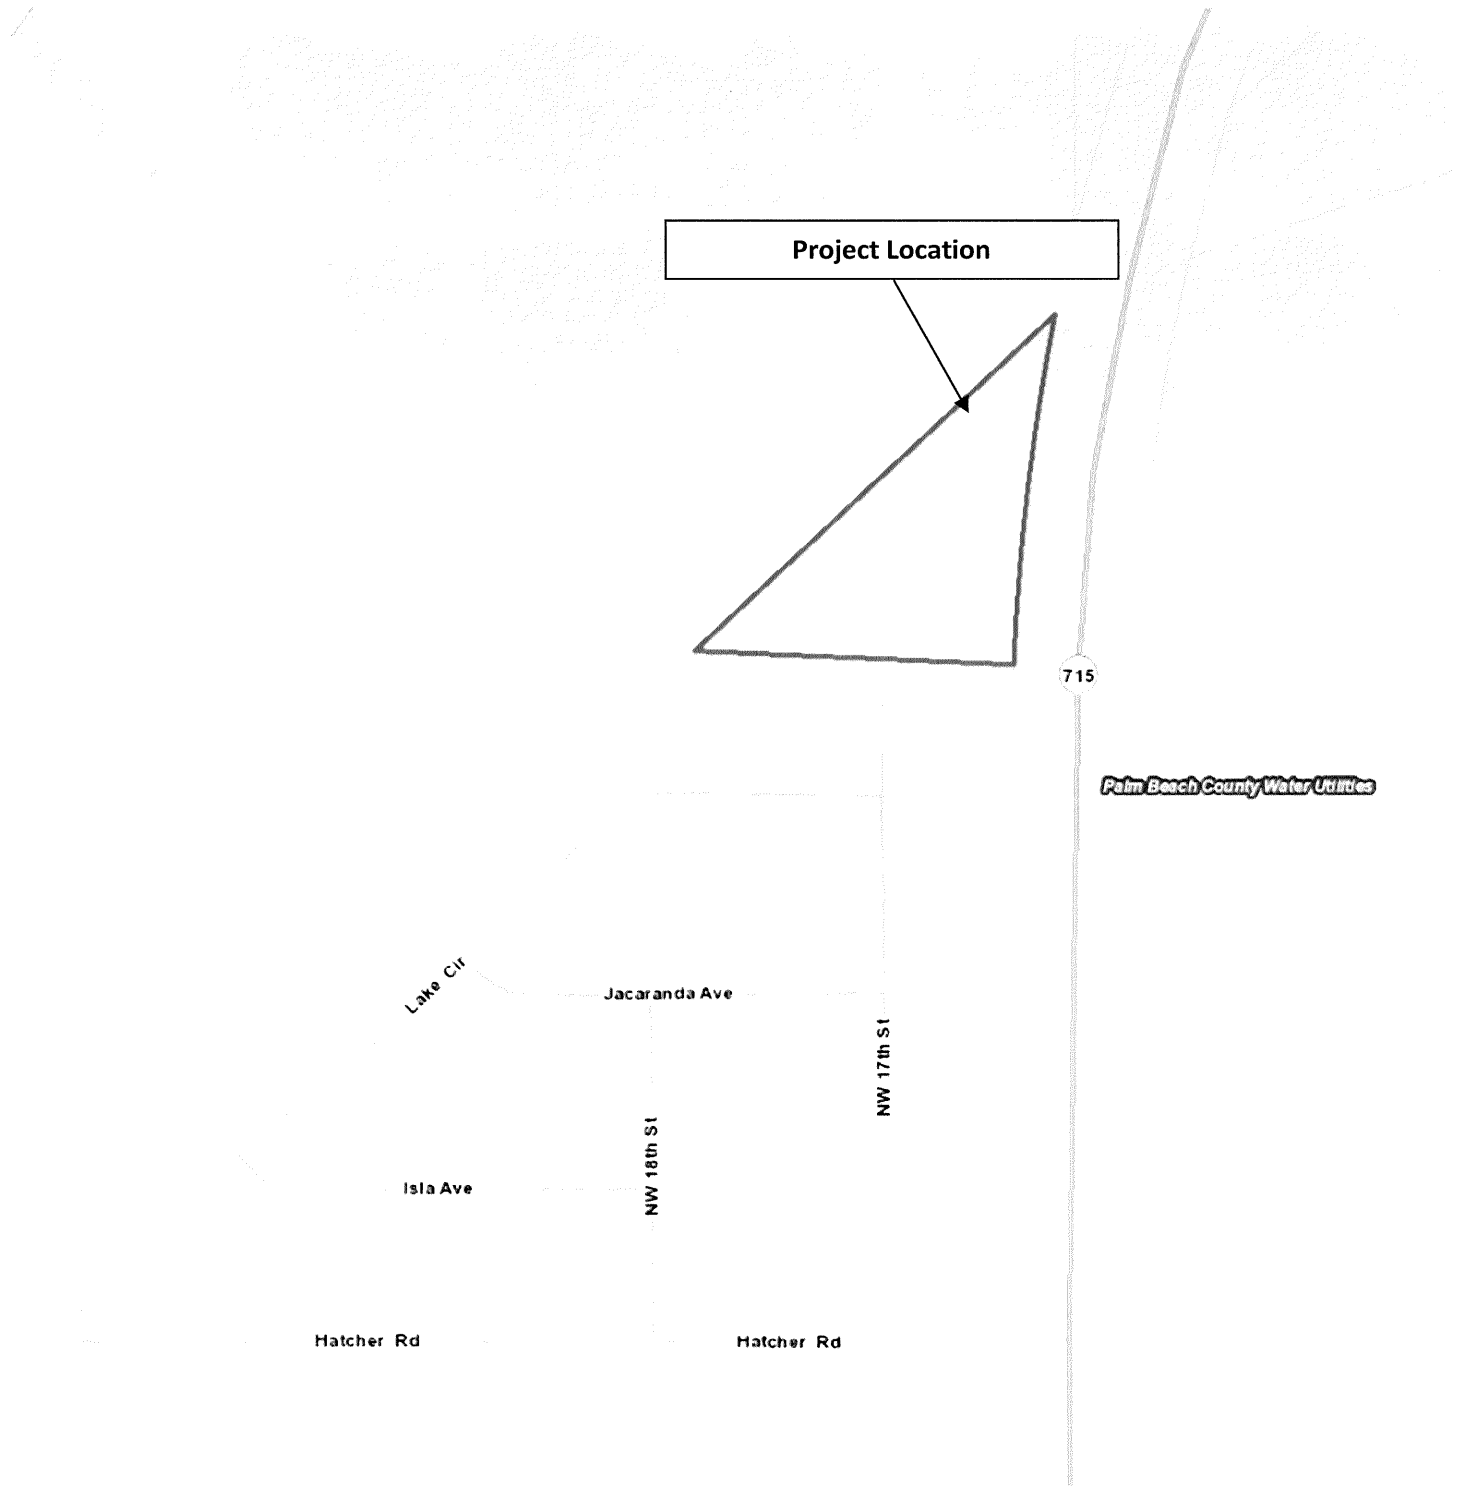 Project Location
715
Palm Beach County Water Utilities
Lake Cir
Jacaranda Ave
NW 17th St
NW 18th St
Isla Ave
Hatcher Rd
Hatcher Rd